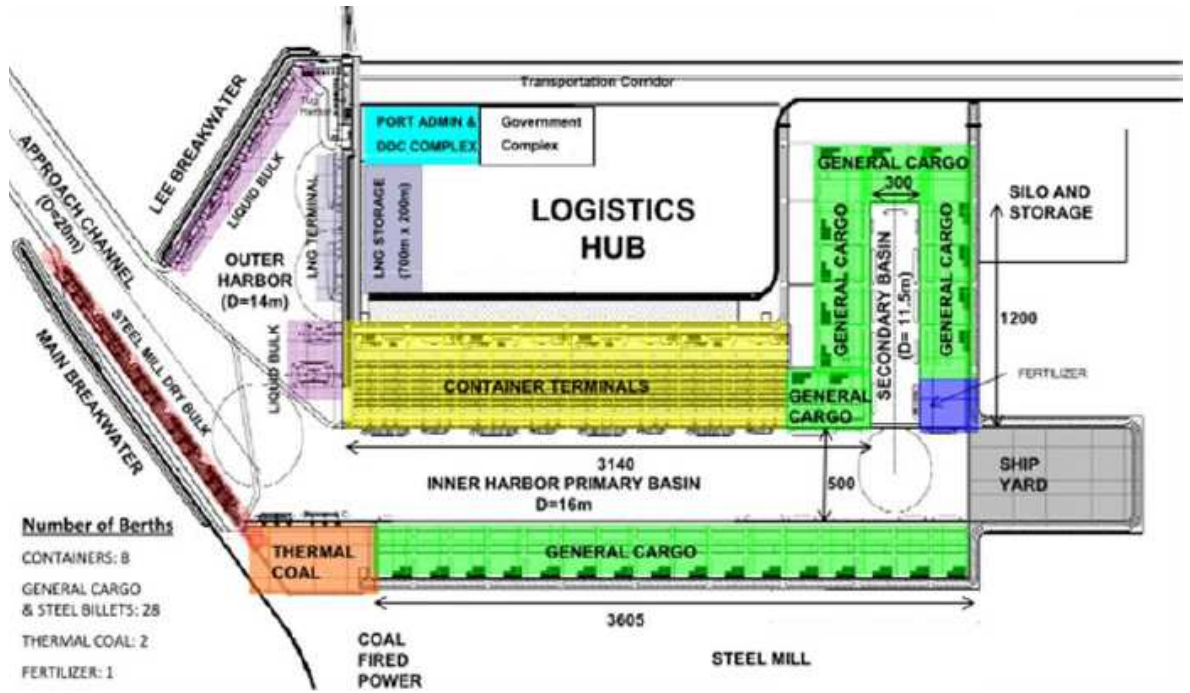 Transportation Corridor
LEE BREAKWATER
Tug
Harbor
PORT ADMIN &
DGC COMPLEX
Government
Complex
GENERAL CARGO
300
SILO AND
STORAGE
APPROACH CHANNEL
(D=20m)
LIQUID BULK
LNG TERMINAL
LNG STORAGE
(700m x 200m)
LOGISTICS
HUB
GENERAL CARGO
SECONDARY BASIN
(D= 11.5m)
GENERAL CARGO
1200
OUTER
HARBOR
(D=14m)
STEEL MILL DRY BULK
MAIN BREAKWATER
LIQUID BULK
CONTAINER TERMINALS
GENERAL
CARGO
FERTILIZER
3140
INNER HARBOR PRIMARY BASIN
D=16m
500
SHIP
YARD
Number of Berths
CONTAINERS: 8
GENERAL CARGO
& STEEL BILLETS: 28
THERMAL COAL: 2
FERTILIZER: 1
THERMAL
COAL
GENERAL CARGO
3605
COAL
FIRED
POWER
STEEL MILL